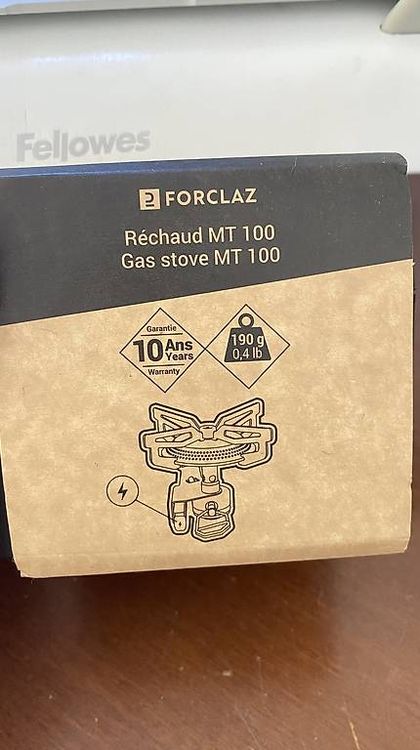 Fellowes
FORCLAZ
Réchaud MT 100
Gas stove MT 100
Garantie
10 Ans
Years
Warranty
190 g
0,4 lb